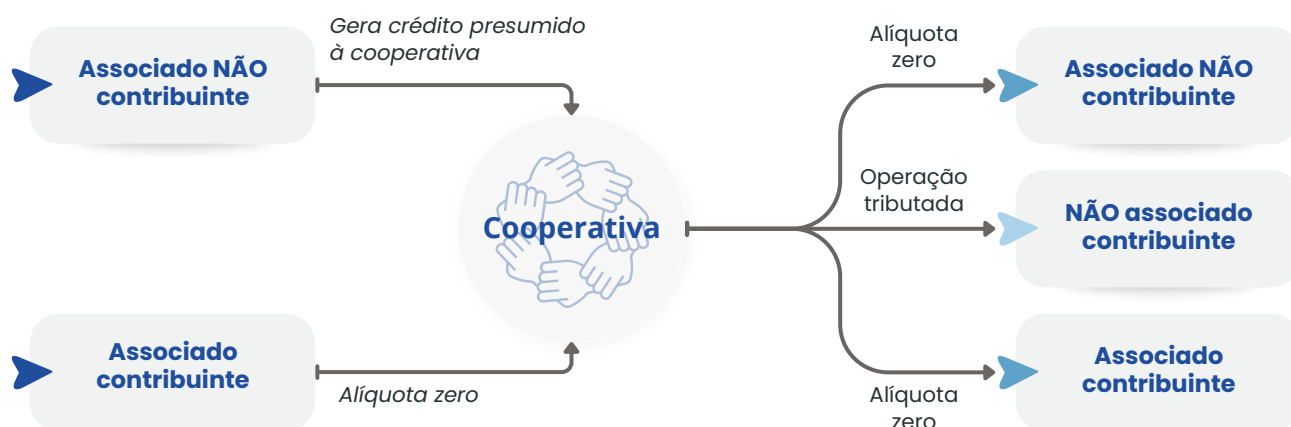 Gera crédito presumido
à cooperativa
Associado NÃO
contribuinte
Cooperativa
Associado
contribuinte
Alíquota zero
Alíquota
zero
Associado NÃO
contribuinte
Operação
tributada
NÃO associado
contribuinte
Associado
contribuinte
Alíquota
zero